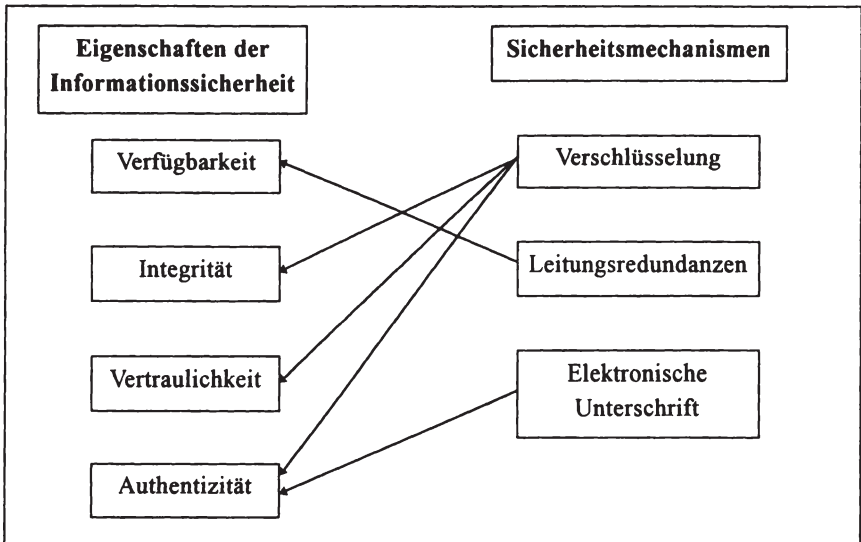 Eigenschaften der
Informationssicherheit
Sicherheitsmechanismen
Verfügbarkeit
Verschlüsselung
Integrität
Leitungsredundanzen
Vertraulichkeit
Elektronische
Unterschrift
Authentizität